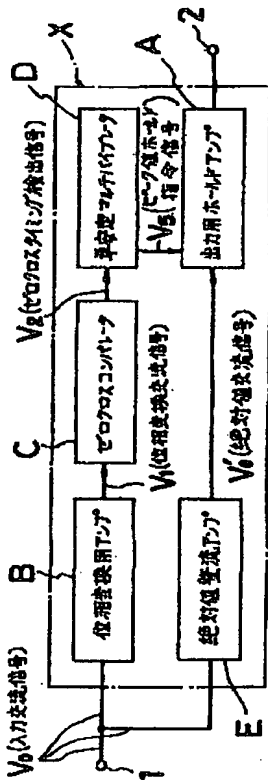 V₀(入力交流信号)
1
B
位相変換用アンプ
V₁(位相変換交流信号)
C
ゼロクロスコンパレータ
V₂(ゼロクロスタイミング検出信号)
D
単安定マルチバイブレータ
X
V₅(ピーク値ホールド指令信号)
E
絶対値整流アンプ
V₀'(絶対値交流信号)
A
出力用ホールドアンプ
2